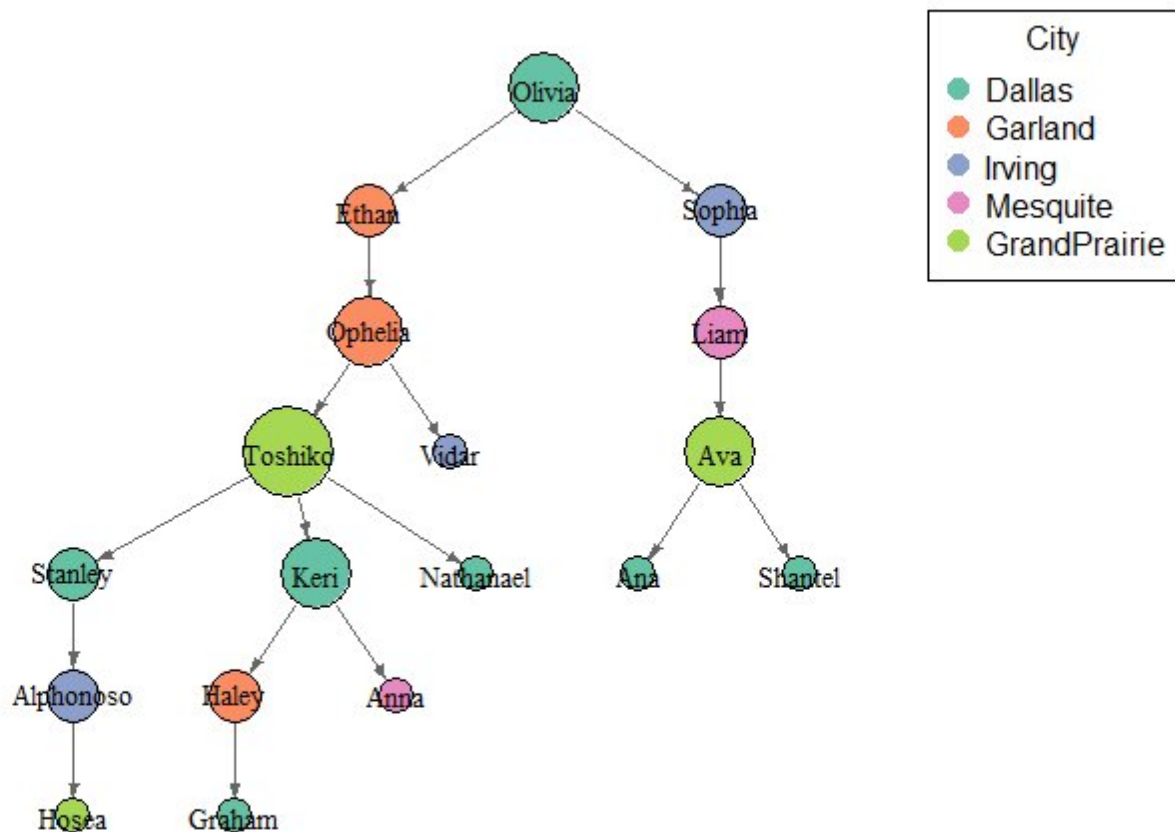 City
Dallas
Garland
Irving
Mesquite
GrandPrairie
Olivia
Ethan
Sophia
Ophelia
Liam
Toshiko
Vidar
Ava
Stanley
Keri
Nathanael
Ana
Shantel
Alphonoso
Haley
Anna
Hosea
Graham